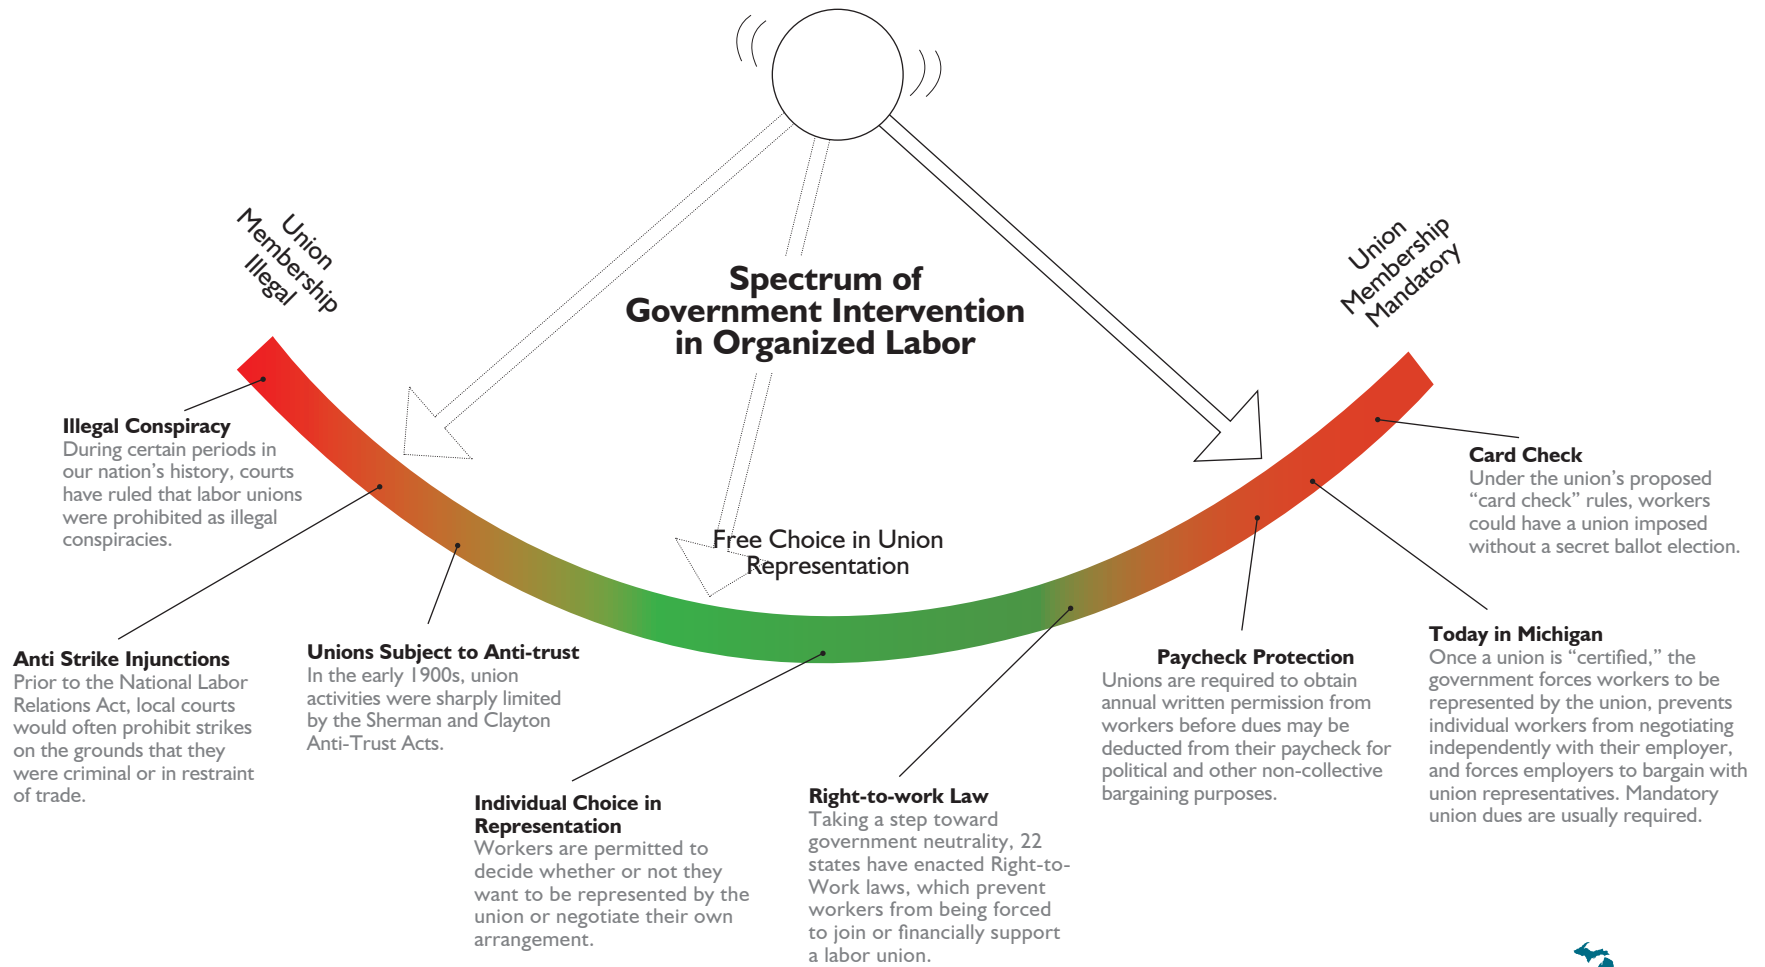 Spectrum of
Government Intervention
in Organized Labor
Union
Membership
Illegal
Union
Membership
Mandatory
Free Choice in Union
Representation
Illegal Conspiracy
During certain periods in
our nation’s history, courts
have ruled that labor unions
were prohibited as illegal
conspiracies.
Anti Strike Injunctions
Prior to the National Labor
Relations Act, local courts
would often prohibit strikes
on the grounds that they
were criminal or in restraint
of trade.
Unions Subject to Anti-trust
In the early 1900s, union
activities were sharply limited
by the Sherman and Clayton
Anti-Trust Acts.
Individual Choice in
Representation
Workers are permitted to
decide whether or not they
want to be represented by the
union or negotiate their own
arrangement.
Right-to-work Law
Taking a step toward
government neutrality, 22
states have enacted Right-to-
Work laws, which prevent
workers from being forced
to join or financially support
a labor union.
Paycheck Protection
Unions are required to obtain
annual written permission from
workers before dues may be
deducted from their paycheck for
political and other non-collective
bargaining purposes.
Today in Michigan
Once a union is “certified,” the
government forces workers to be
represented by the union, prevents
individual workers from negotiating
independently with their employer,
and forces employers to bargain with
union representatives. Mandatory
union dues are usually required.
Card Check
Under the union’s proposed
“card check” rules, workers
could have a union imposed
without a secret ballot election.